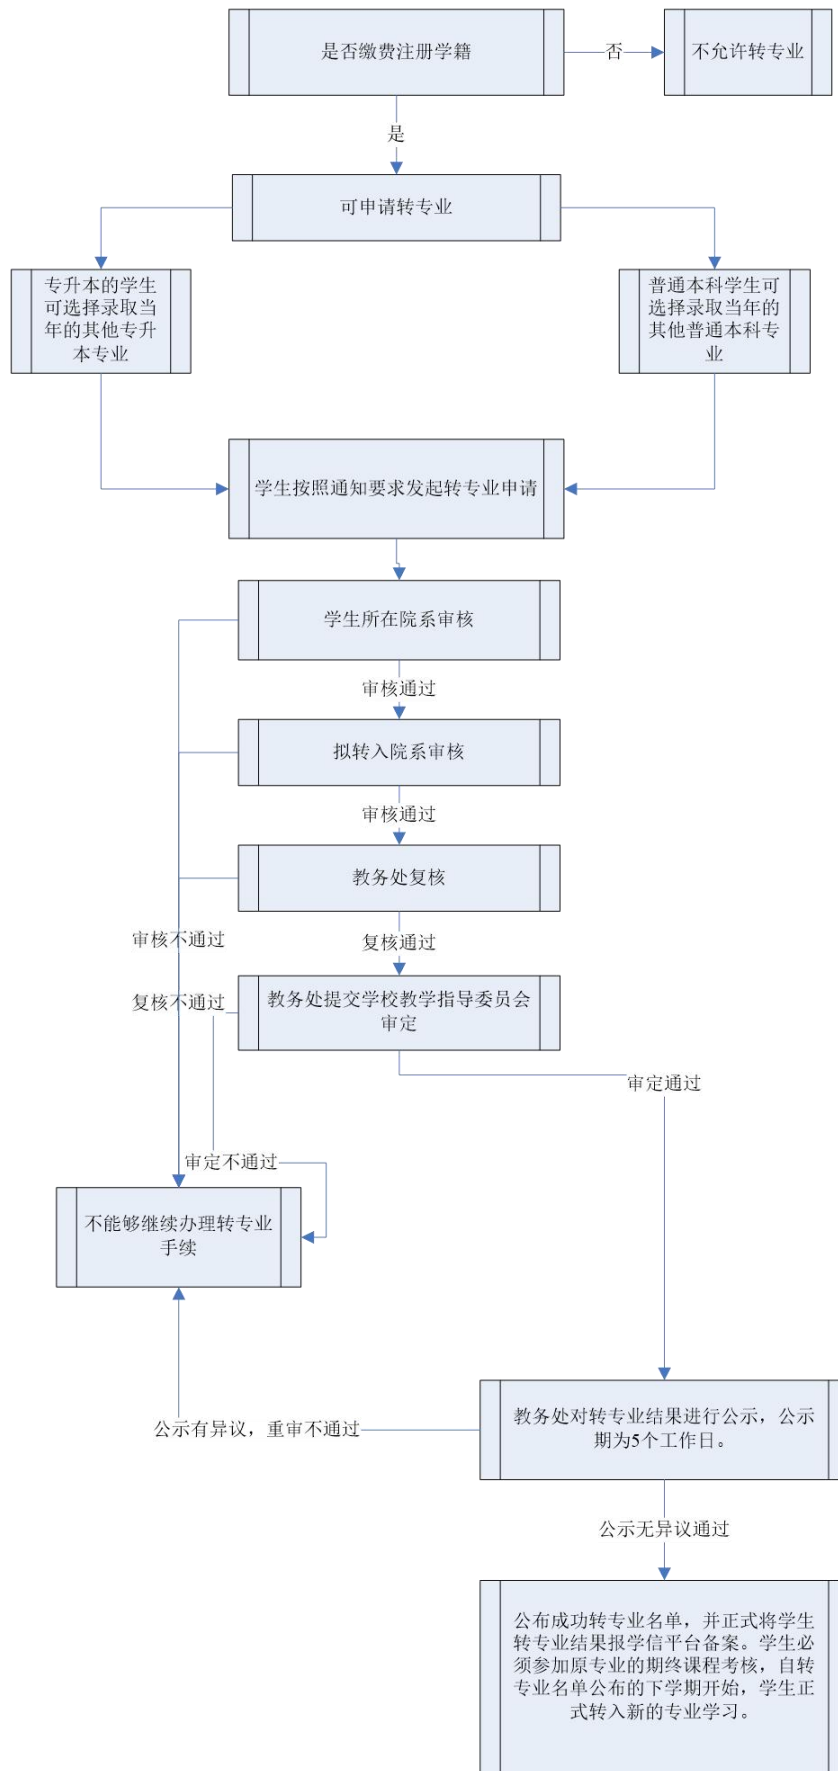 是否缴费注册学籍
否
不允许转专业
是
可申请转专业
专升本的学生
可选择录取当
年的其他专升
本专业
普通本科学生可
选择录取当年的
其他普通本科专
业
学生按照通知要求发起转专业申请
学生所在院系审核
审核通过
拟转入院系审核
审核通过
教务处复核
审核不通过
复核通过
复核不通过
教务处提交学校教学指导委员会
审定
审定通过
审定不通过
不能够继续办理转专业
手续
教务处对转专业结果进行公示，公示
期为5个工作日。
公示有异议，重审不通过
公示无异议通过
公布成功转专业名单，并正式将学生
转专业结果报学信平台备案。学生必
须参加原专业的期终课程考核，自转
专业名单公布的下学期开始，学生正
式转入新的专业学习。